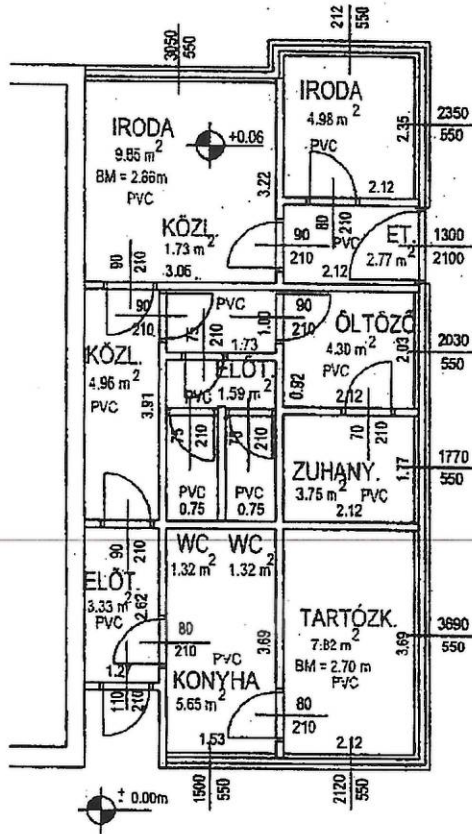 3050
550
212
550
IRODA
9.85 m²
BM = 2.86m
PVC
+0.06
3.22
IRODA
4.98 m²
PVC
2.35
2.12
2350
550
KÖZL.
1.73 m²
3.06
90
210
90
210
80
210
PVC
ET.
2.77 m²
2.12
1300
2100
90
210
75
210
PVC
1.00
1.73
90
210
ÖLTÖZŐ
4.30 m²
2.03
0.92
2.12
2030
550
KÖZL.
4.96 m²
PVC
3.91
ELŐT.
1.59 m²
PVC
75
210
75
210
PVC
0.75
PVC
0.75
70
210
ZUHANY.
3.75 m²
PVC
1.77
2.12
1770
550
90
210
WC
1.32 m²
WC
1.32 m²
ELŐT.
3.33 m²
PVC
2.62
1.27
110
210
80
210
PVC
3.69
KONYHA
5.65 m²
1.53
80
210
TARTÓZK.
7.82 m²
BM = 2.70 m
PVC
3.69
2.12
3690
550
± 0.00m
1500
550
2120
550